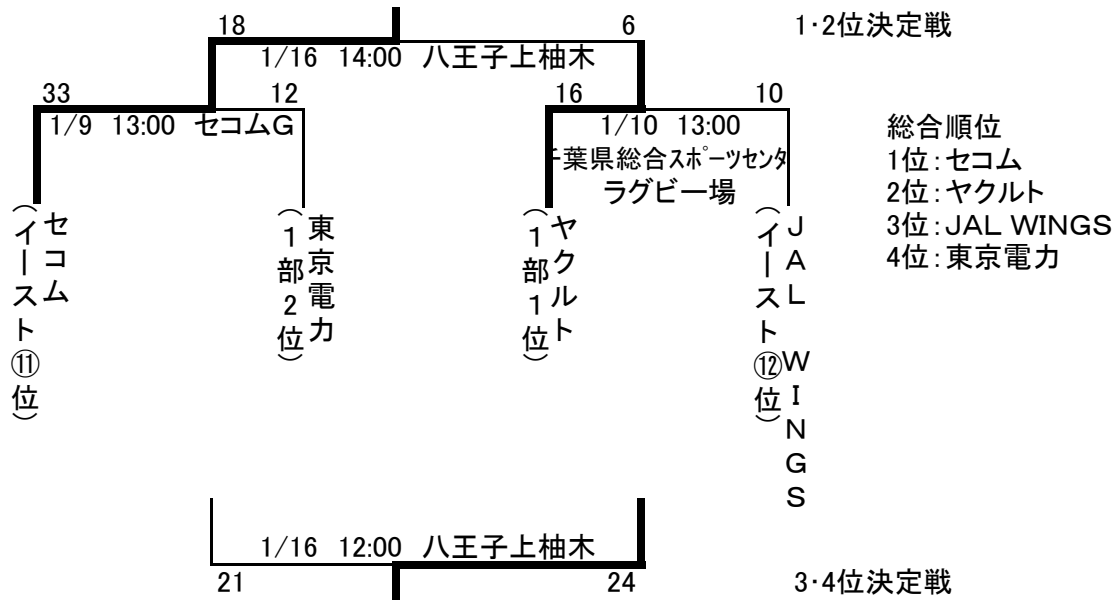 18
6
1・2位決定戦
1/16 14:00 八王子上柚木
33
12
16
10
1/9 13:00 セコムG
1/10 13:00
千葉県総合スポーツセンタ
ラグビー場
総合順位
1位：セコム
2位：ヤクルト
3位：JAL WINGS
4位：東京電力
セコム
（イースト⑪位）
東京電力
（1部2位）
ヤクルト
（1部1位）
JAL WINGS
（イースト⑫位）
1/16 12:00 八王子上柚木
21
24
3・4位決定戦